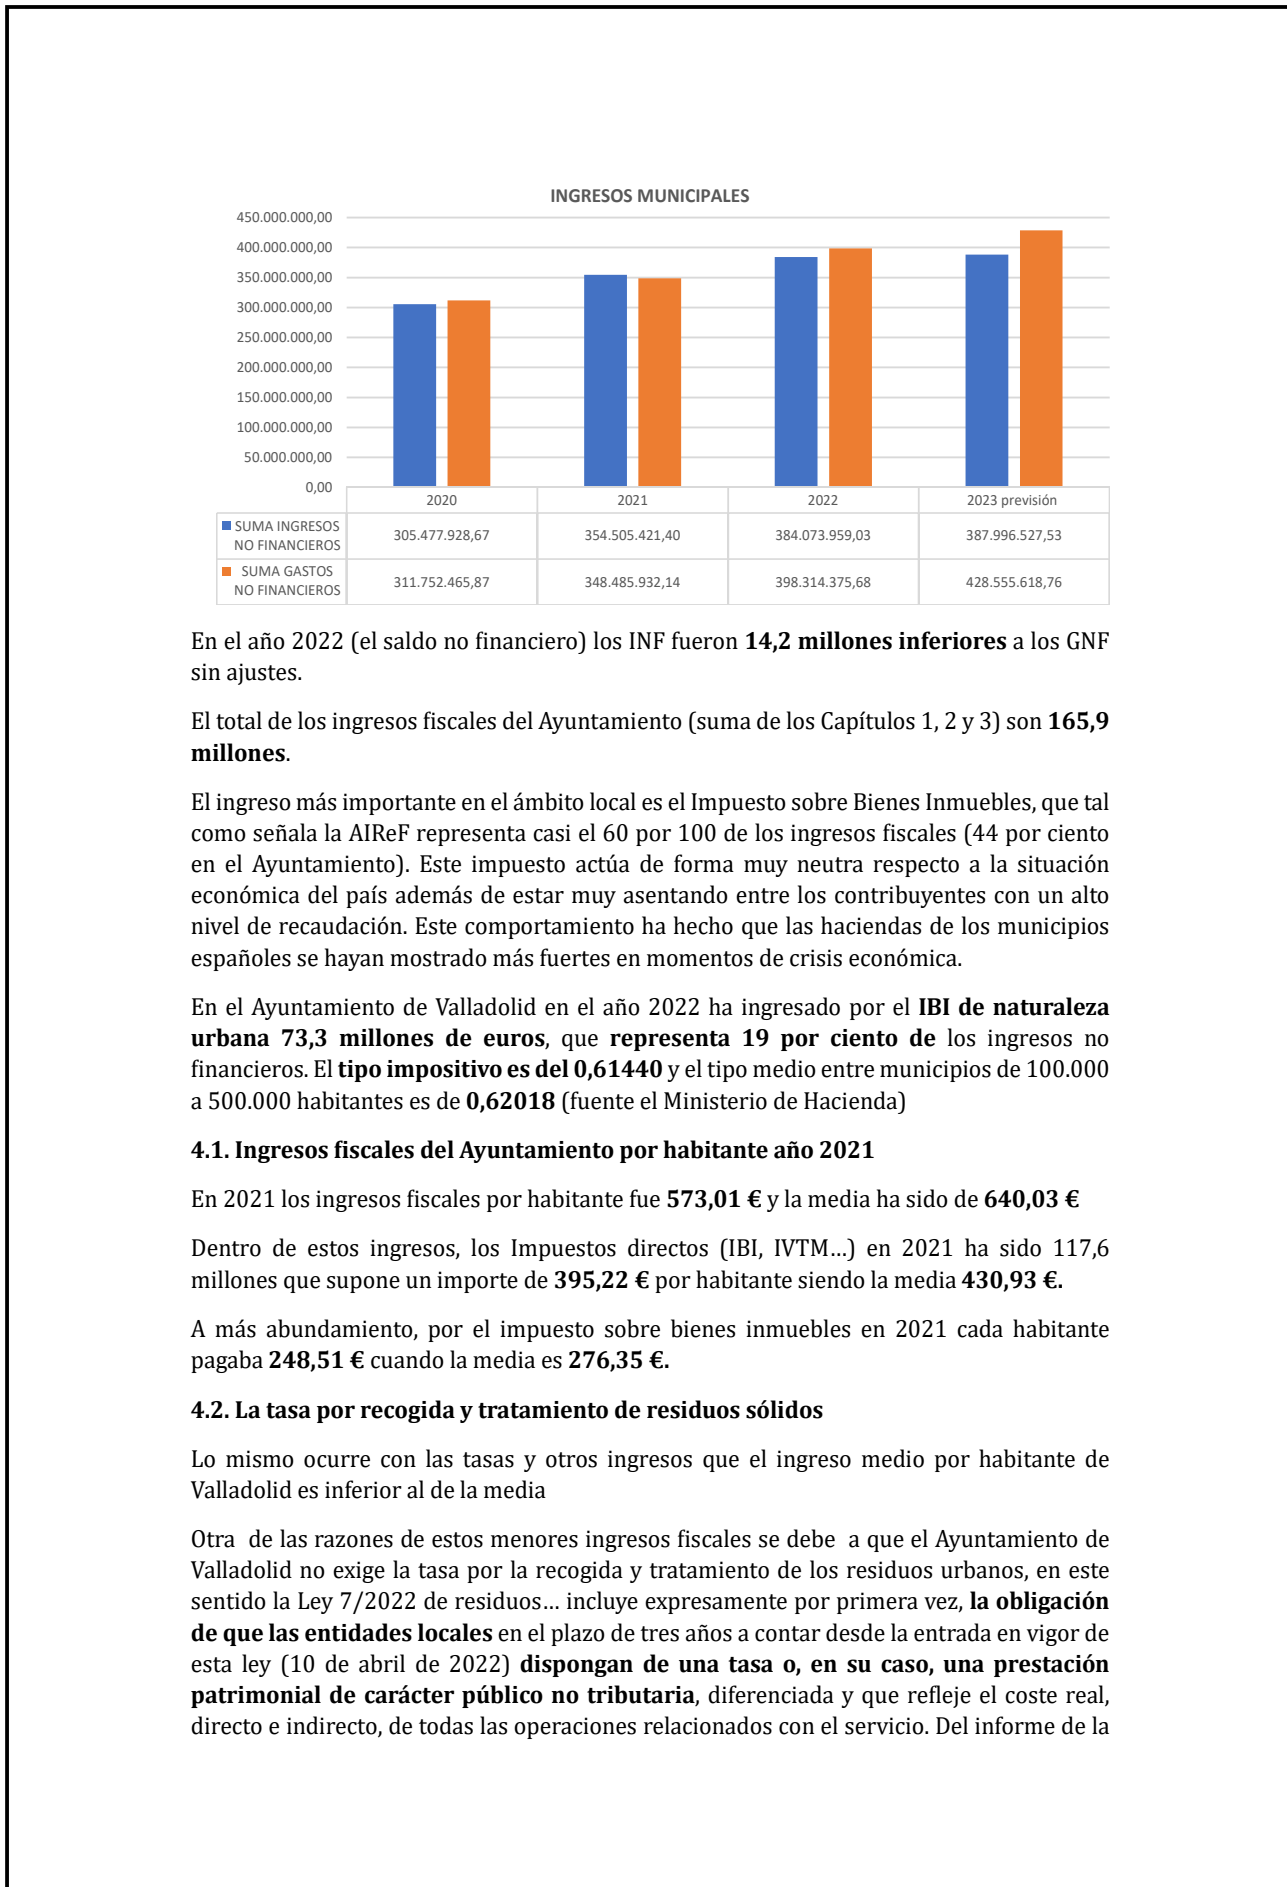 INGRESOS MUNICIPALES
450.000.000,00
400.000.000,00
350.000.000,00
300.000.000,00
250.000.000,00
200.000.000,00
150.000.000,00
100.000.000,00
50.000.000,00
0,00
2020 2021 2022 2023 previsión
SUMA INGRESOS NO FINANCIEROS 305.477.928,67 354.505.421,40 384.073.959,03 387.996.527,53
SUMA GASTOS NO FINANCIEROS 311.752.465,87 348.485.932,14 398.314.375,68 428.555.618,76
En el año 2022 (el saldo no financiero) los INF fueron 14,2 millones inferiores a los GNF
sin ajustes.
El total de los ingresos fiscales del Ayuntamiento (suma de los Capítulos 1, 2 y 3) son 165,9
millones.
El ingreso más importante en el ámbito local es el Impuesto sobre Bienes Inmuebles, que tal
como señala la AIReF representa casi el 60 por 100 de los ingresos fiscales (44 por ciento
en el Ayuntamiento). Este impuesto actúa de forma muy neutra respecto a la situación
económica del país además de estar muy asentando entre los contribuyentes con un alto
nivel de recaudación. Este comportamiento ha hecho que las haciendas de los municipios
españoles se hayan mostrado más fuertes en momentos de crisis económica.
En el Ayuntamiento de Valladolid en el año 2022 ha ingresado por el IBI de naturaleza
urbana 73,3 millones de euros, que representa 19 por ciento de los ingresos no
financieros. El tipo impositivo es del 0,61440 y el tipo medio entre municipios de 100.000
a 500.000 habitantes es de 0,62018 (fuente el Ministerio de Hacienda)
4.1. Ingresos fiscales del Ayuntamiento por habitante año 2021
En 2021 los ingresos fiscales por habitante fue 573,01 € y la media ha sido de 640,03 €
Dentro de estos ingresos, los Impuestos directos (IBI, IVTM…) en 2021 ha sido 117,6
millones que supone un importe de 395,22 € por habitante siendo la media 430,93 €.
A más abundamiento, por el impuesto sobre bienes inmuebles en 2021 cada habitante
pagaba 248,51 € cuando la media es 276,35 €.
4.2. La tasa por recogida y tratamiento de residuos sólidos
Lo mismo ocurre con las tasas y otros ingresos que el ingreso medio por habitante de
Valladolid es inferior al de la media
Otra de las razones de estos menores ingresos fiscales se debe a que el Ayuntamiento de
Valladolid no exige la tasa por la recogida y tratamiento de los residuos urbanos, en este
sentido la Ley 7/2022 de residuos… incluye expresamente por primera vez, la obligación
de que las entidades locales en el plazo de tres años a contar desde la entrada en vigor de
esta ley (10 de abril de 2022) dispongan de una tasa o, en su caso, una prestación
patrimonial de carácter público no tributaria, diferenciada y que refleje el coste real,
directo e indirecto, de todas las operaciones relacionados con el servicio. Del informe de la